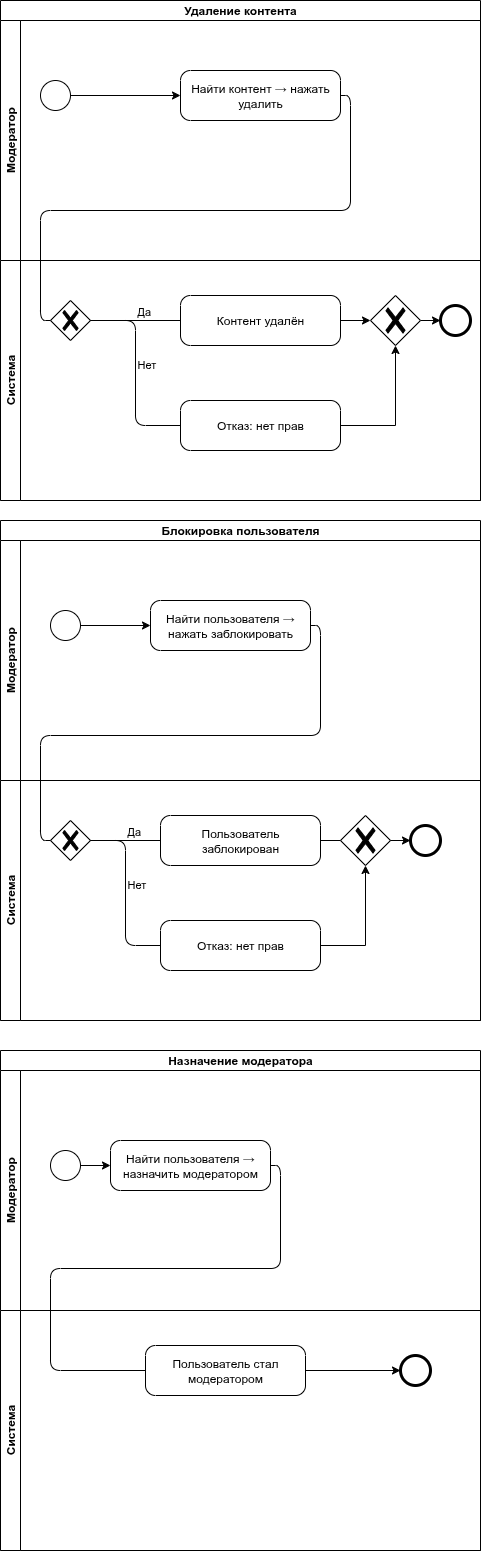 Удаление контента
Модератор
Найти контент → нажать
удалить
Система
Да
Контент удалён
Нет
Отказ: нет прав
Блокировка пользователя
Модератор
Найти пользователя →
нажать заблокировать
Система
Да
Пользователь
заблокирован
Нет
Отказ: нет прав
Назначение модератора
Модератор
Найти пользователя →
назначить модератором
Система
Пользователь стал
модератором